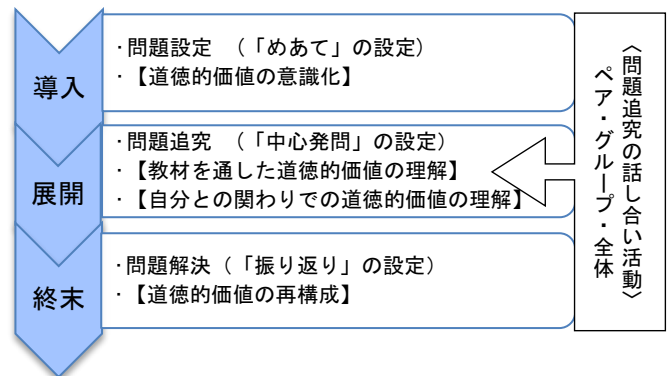 導入
・問題設定　（「めあて」の設定）
・【道徳的価値の意識化】
展開
・問題追究　（「中心発問」の設定）
・【教材を通した道徳的価値の理解】
・【自分との関わりでの道徳的価値の理解】
終末
・問題解決（「振り返り」の設定）
・【道徳的価値の再構成】
〈問題追究の話し合い活動〉
ペア・グループ・全体